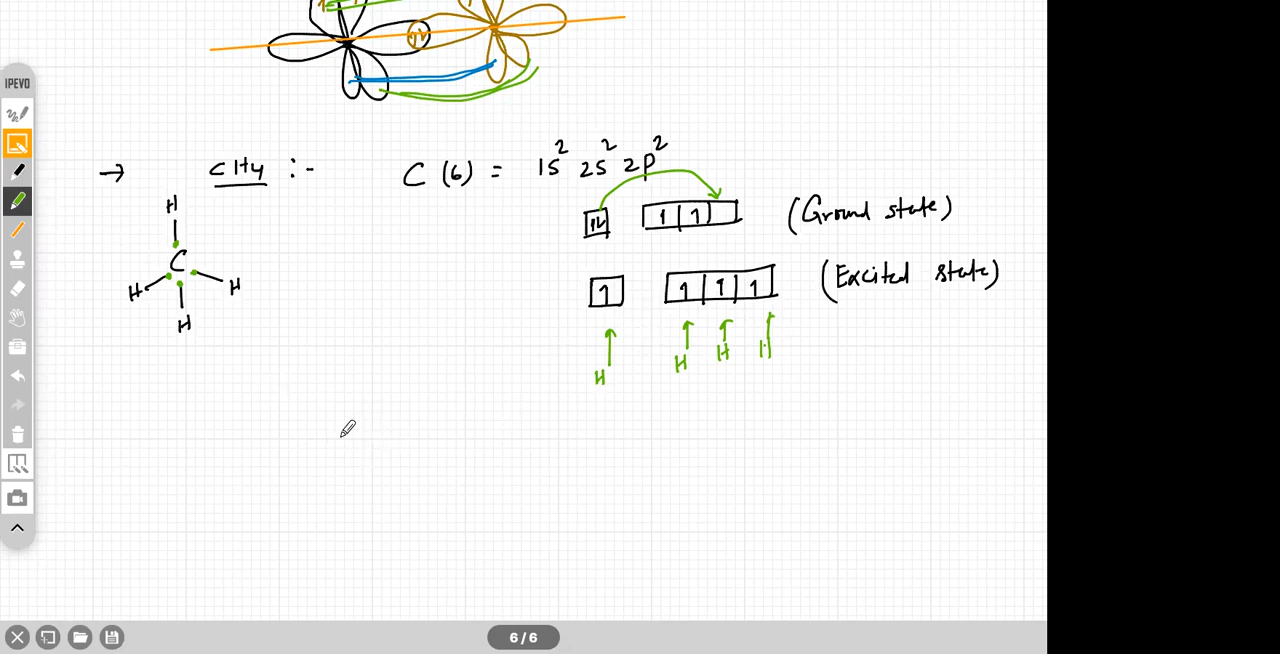 IPEVO
→ CH4 :- C (6) = 1s² 2s² 2p²
H
(Ground state)
C
H H
(Excited state)
H
H H H H
6 / 6